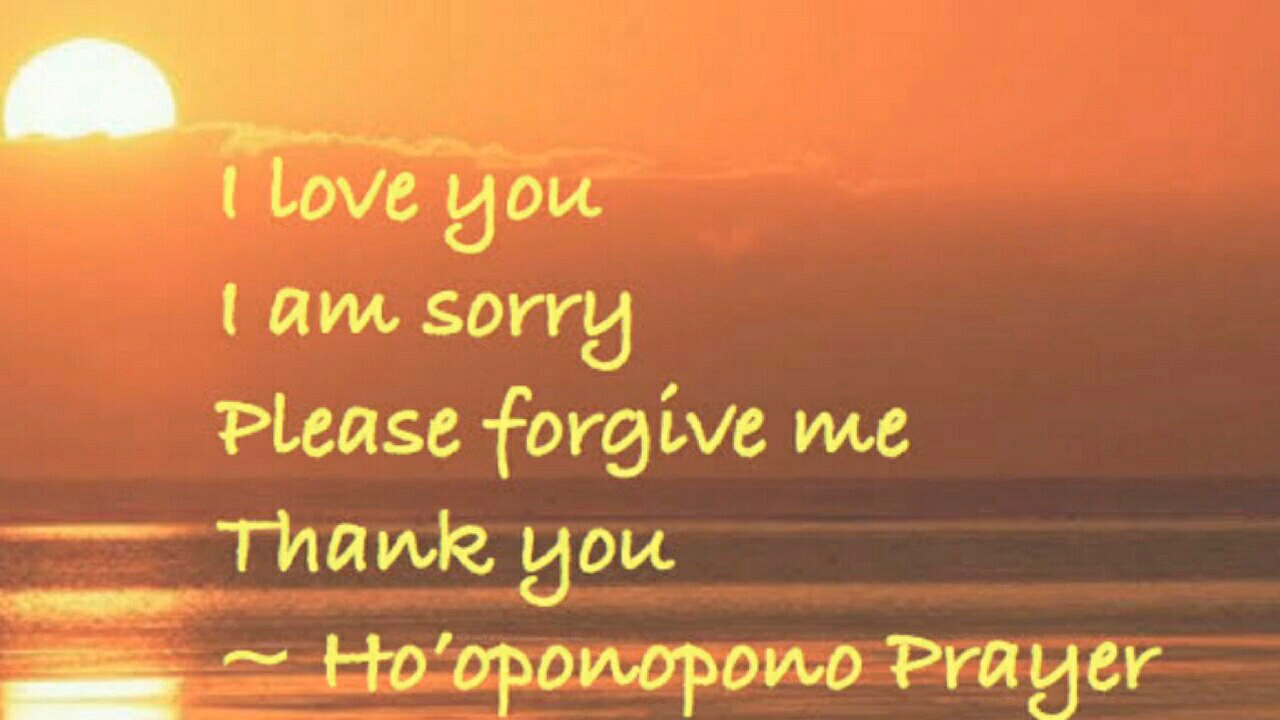 I love you
I am sorry
Please forgive me
Thank you
~ Ho'oponopono Prayer